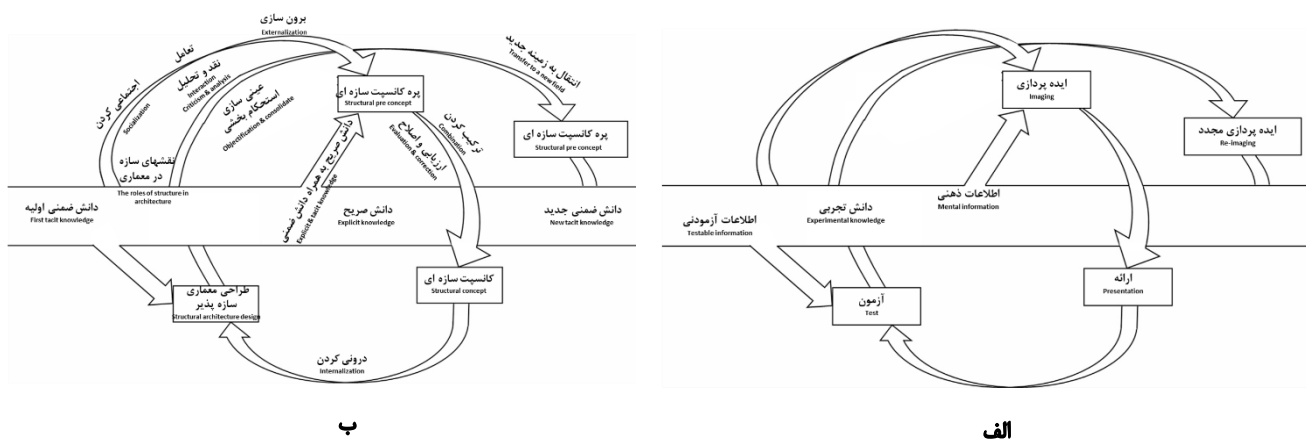 برون سازی
Externalization
تعامل
نقد و تحلیل
Interaction
Criticism & analysis
اجتماعی کردن
Socialization
عینی سازی
استحکام بخشی
Objectification & consolidate
پره کانسپت سازه ای
Structural pre concept
انتقال به زمینه جدید
Transfer to a new field
پره کانسپت سازه ای
Structural pre concept
ترکیب کردن
Combination
ارزیابی و اصلاح
Evaluation & correction
دانش صریح به همراه دانش ضمنی
Explicit & tacit knowledge
نقشهای سازه
در معماری
The roles of structure in
architecture
دانش ضمنی اولیه
First tacit knowledge
دانش صریح
Explicit knowledge
دانش ضمنی جدید
New tacit knowledge
کانسپت سازه ای
Structural concept
طراحی معماری
سازه پذیر
Structural architecture design
درونی کردن
Internalization
ب
ایده پردازی
Imaging
ایده پردازی مجدد
Re-imaging
اطلاعات ذهنی
Mental information
دانش تجربی
Experimental knowledge
اطلاعات آزمودنی
Testable information
ارائه
Presentation
آزمون
Test
الف